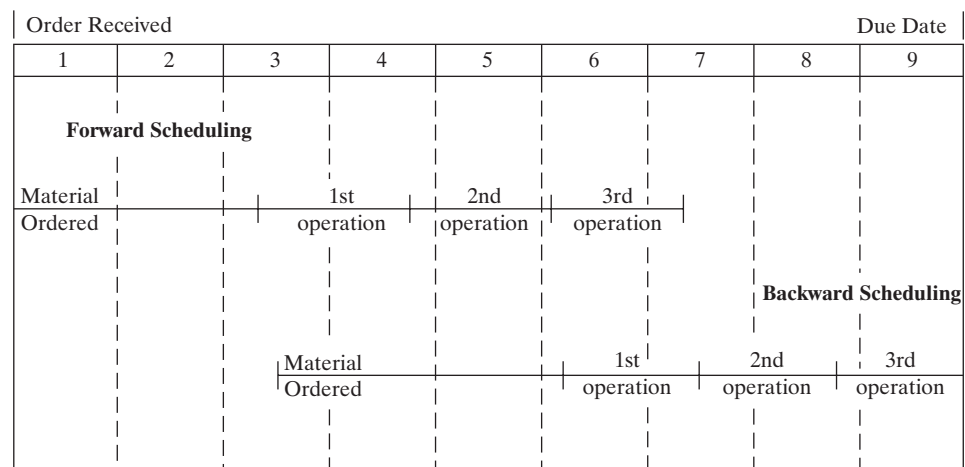 Order Received Due Date
1 2 3 4 5 6 7 8 9
Forward Scheduling
Material 1st 2nd 3rd
Ordered operation operation operation
Backward Scheduling
Material 1st 2nd 3rd
Ordered operation operation operation